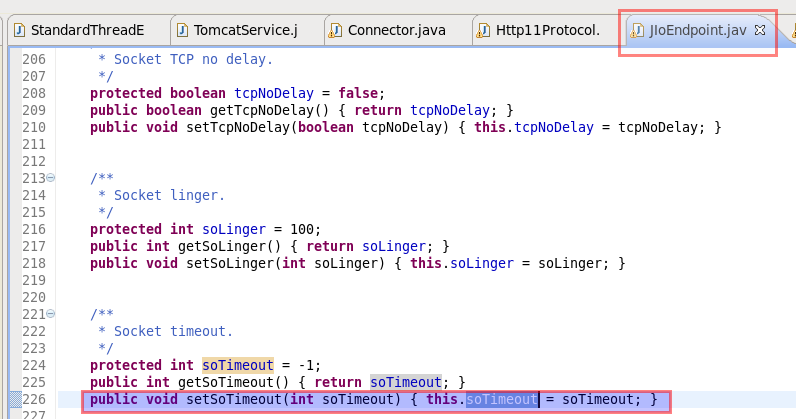 StandardThreadE TomcatService.j Connector.java Http11Protocol. JIoEndpoint.jav
206 * Socket TCP no delay.
207 */
208 protected boolean tcpNoDelay = false;
209 public boolean getTcpNoDelay() { return tcpNoDelay; }
210 public void setTcpNoDelay(boolean tcpNoDelay) { this.tcpNoDelay = tcpNoDelay; }
211
212
213 /**
214 * Socket linger.
215 */
216 protected int soLinger = 100;
217 public int getSoLinger() { return soLinger; }
218 public void setSoLinger(int soLinger) { this.soLinger = soLinger; }
219
220
221 /**
222 * Socket timeout.
223 */
224 protected int soTimeout = -1;
225 public int getSoTimeout() { return soTimeout; }
226 public void setSoTimeout(int soTimeout) { this.soTimeout = soTimeout; }
227